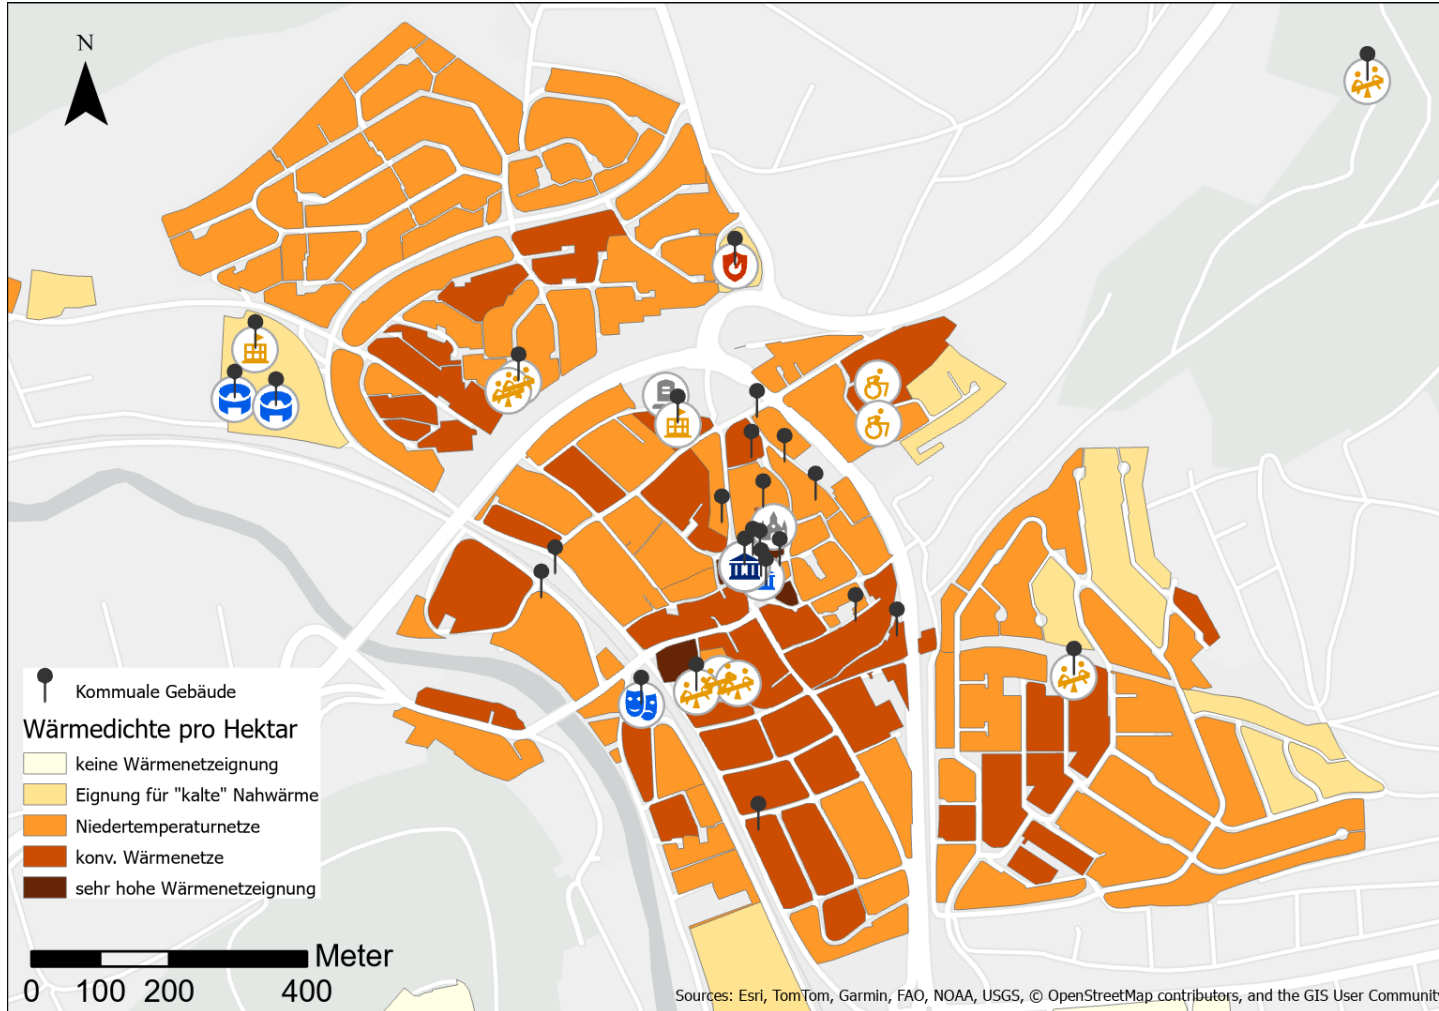 N
Kommuale Gebäude
Wärmedichte pro Hektar
keine Wärmenetzeignung
Eignung für "kalte" Nahwärme
Niedertemperaturnetze
konv. Wärmenetze
sehr hohe Wärmenetzeignung
Meter
0 100 200 400
Sources: Esri, TomTom, Garmin, FAO, NOAA, USGS, © OpenStreetMap contributors, and the GIS User Community